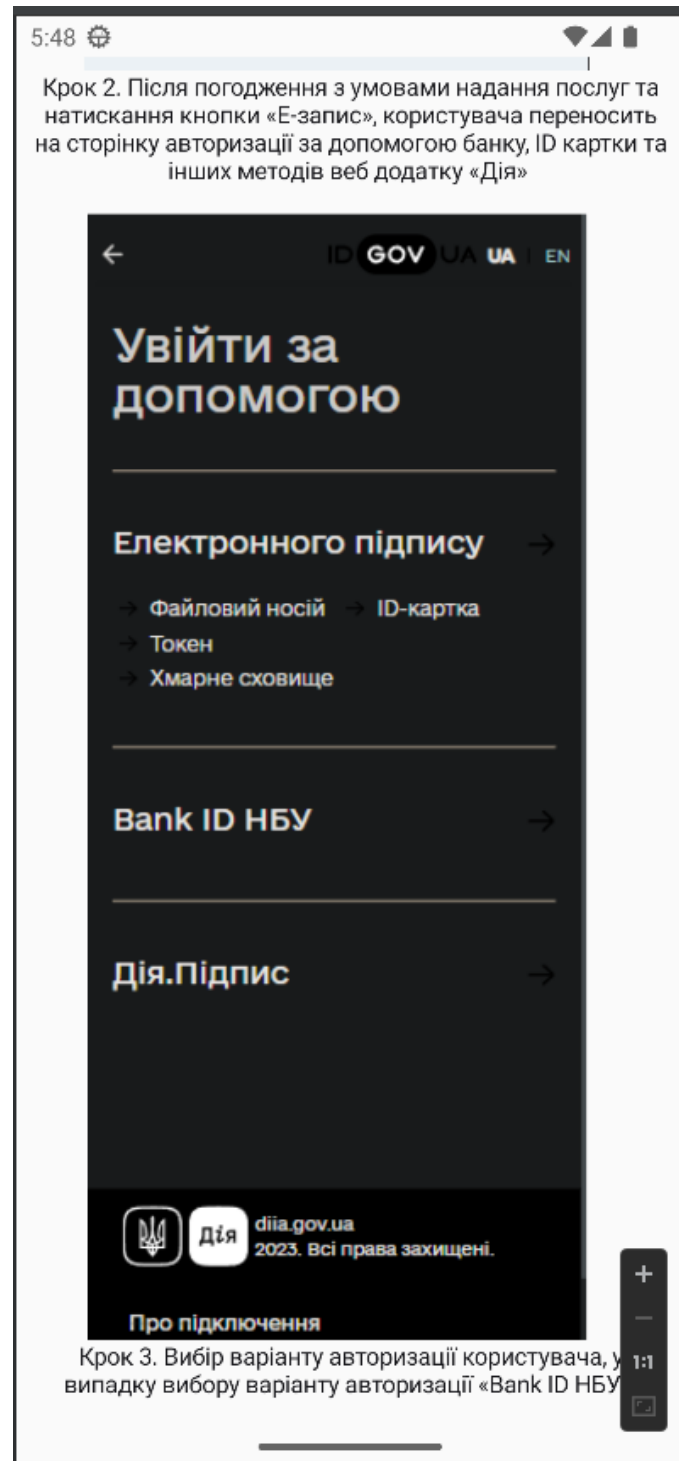 5:48
Крок 2. Після погодження з умовами надання послуг та
натискання кнопки «Е-запис», користувача переносить
на сторінку авторизації за допомогою банку, ID картки та
інших методів веб додатку «Дія»
ID GOV UA UA | EN
Увійти за
допомогою
Електронного підпису
Файловий носій ID-картка
Токен
Хмарне сховище
Bank ID НБУ
Дія.Підпис
Дія
diia.gov.ua
2023. Всі права захищені.
Про підключення
Крок 3. Вибір варіанту авторизації користувача, у
випадку вибору варіанту авторизації «Bank ID НБУ
1:1